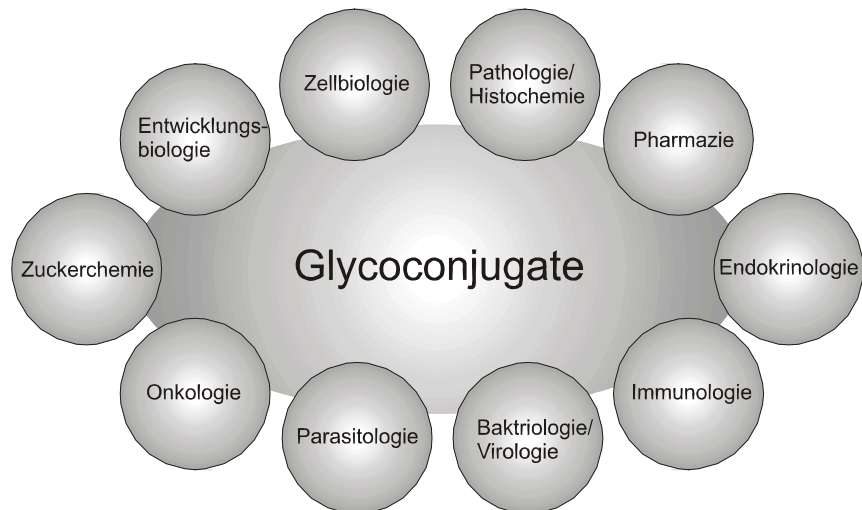 Zellbiologie
Pathologie/
Histochemie
Entwicklungs-
biologie
Pharmazie
Zuckerchemie
Glycoconjugate
Endokrinologie
Onkologie
Immunologie
Parasitologie
Baktriologie/
Virologie